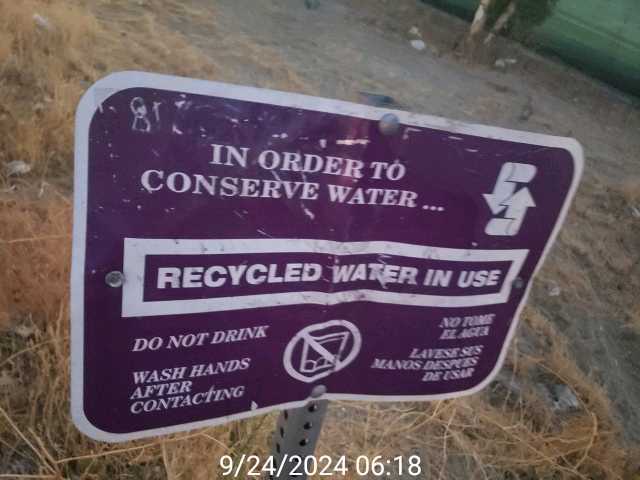 IN ORDER TO
CONSERVE WATER ...
RECYCLED WATER IN USE
DO NOT DRINK
WASH HANDS
AFTER
CONTACTING
NO TOME
EL AGUA
LAVESE SUS
MANOS DESPUES
DE USAR
9/24/2024 06:18